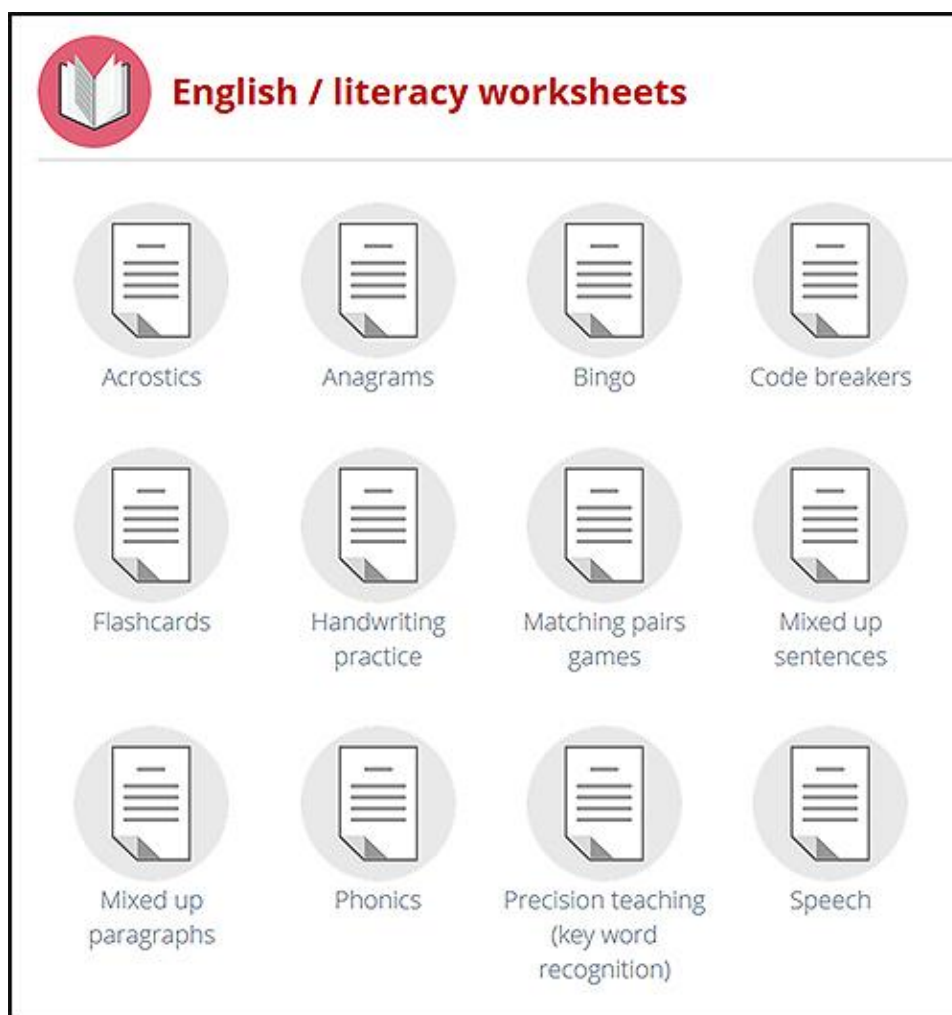 English / literacy worksheets
Acrostics
Anagrams
Bingo
Code breakers
Flashcards
Handwriting
practice
Matching pairs
games
Mixed up
sentences
Mixed up
paragraphs
Phonics
Precision teaching
(key word
recognition)
Speech